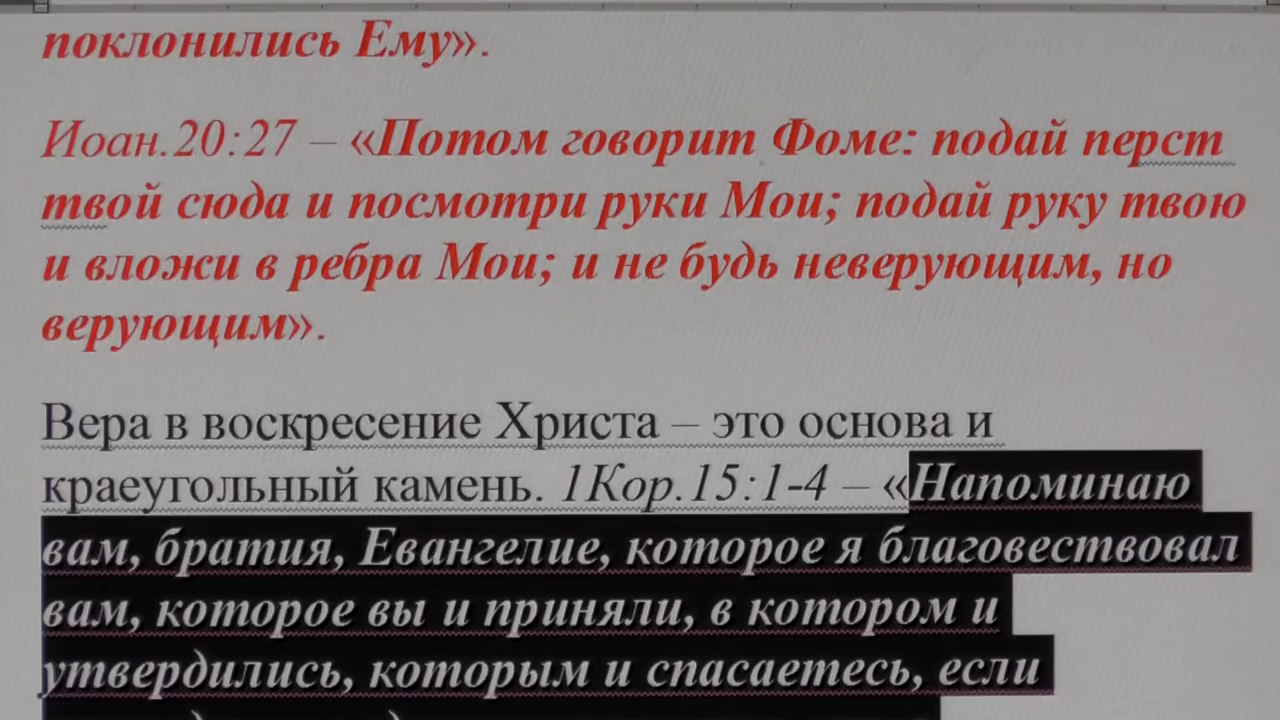 поклонились Ему».
Иоан.20:27 – «Потом говорит Фоме: подай перст
твой сюда и посмотри руки Мои; подай руку твою
и вложи в ребра Мои; и не будь неверующим, но
верующим».
Вера в воскресение Христа – это основа и
краеугольный камень. 1Кор.15:1-4 – «Напоминаю
вам, братия, Евангелие, которое я благовествовал
вам, которое вы и приняли, в котором и
утвердились, которым и спасаетесь, если